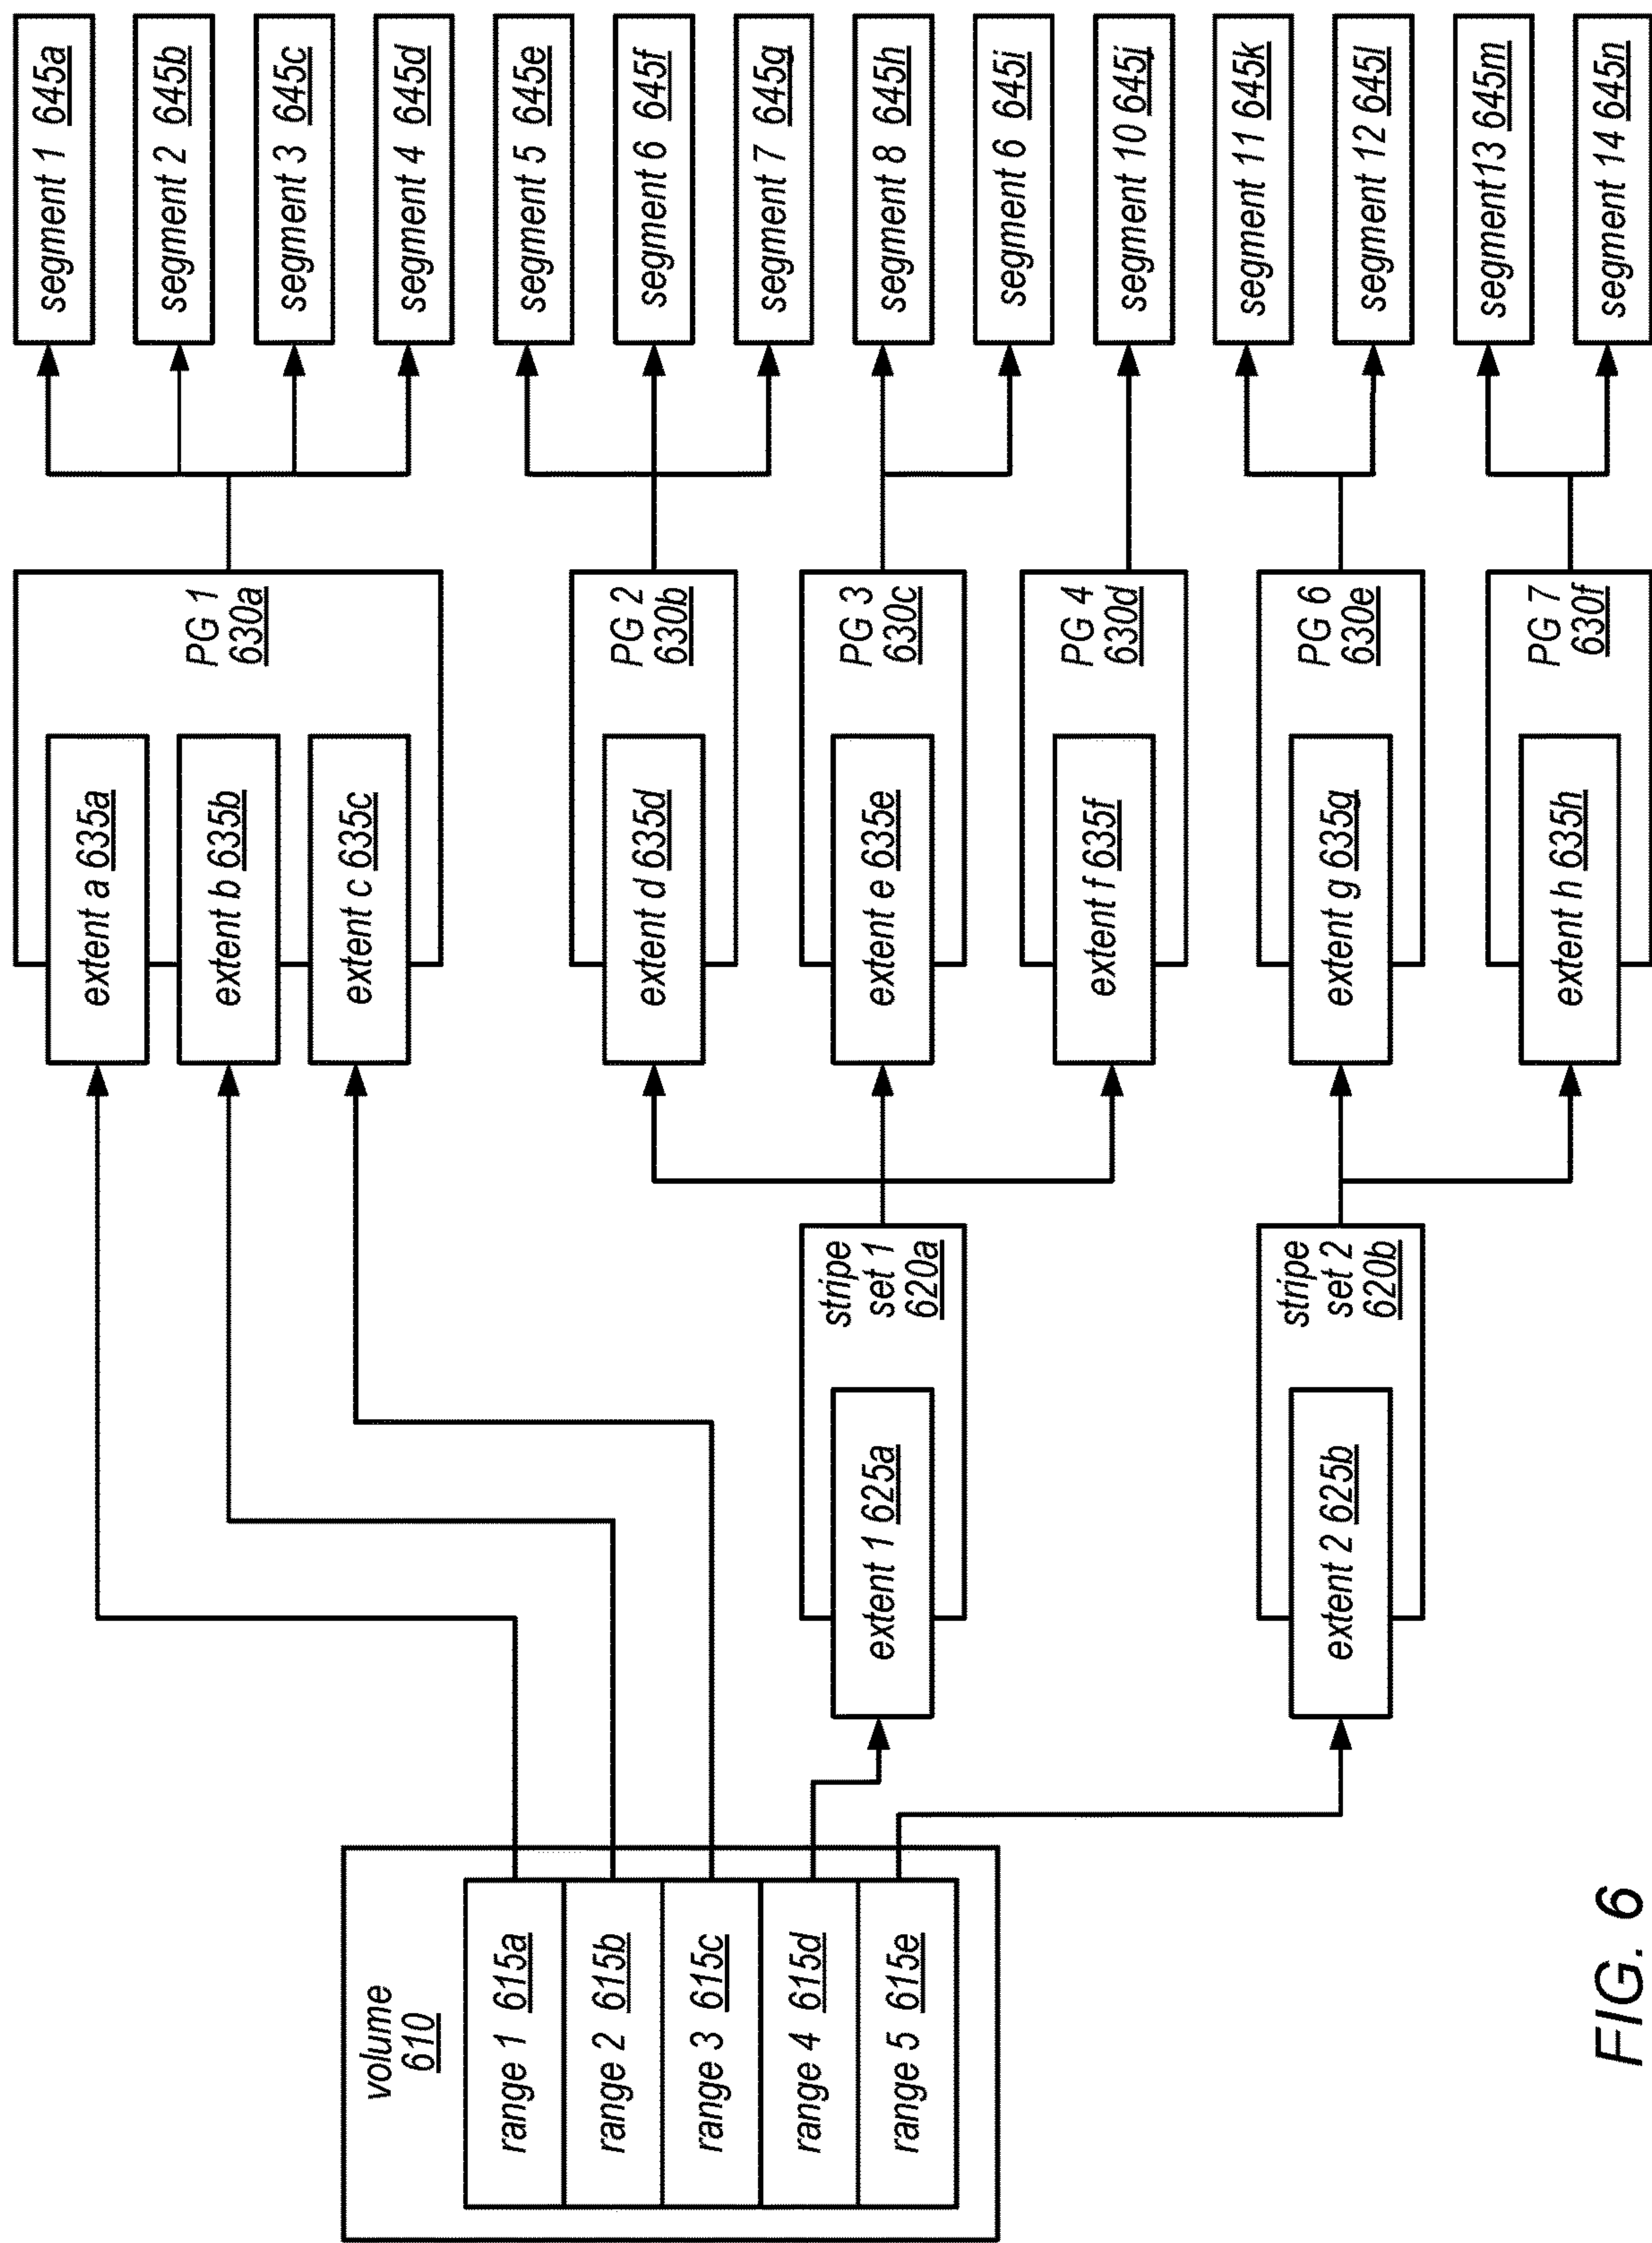 volume
610
range 1 615a
range 2 615b
range 3 615c
range 4 615d
range 5 615e
extent 1 625a
stripe
set 1
620a
extent 2 625b
stripe
set 2
620b
extent a 635a
extent b 635b
extent c 635c
PG 1
630a
extent d 635d
PG 2
630b
extent e 635e
PG 3
630c
extent f 635f
PG 4
630d
extent g 635g
PG 6
630e
extent h 635h
PG 7
630f
segment 1 645a
segment 2 645b
segment 3 645c
segment 4 645d
segment 5 645e
segment 6 645f
segment 7 645g
segment 8 645h
segment 6 645i
segment 10 645j
segment 11 645k
segment 12 645l
segment13 645m
segment 14 645n
FIG. 6